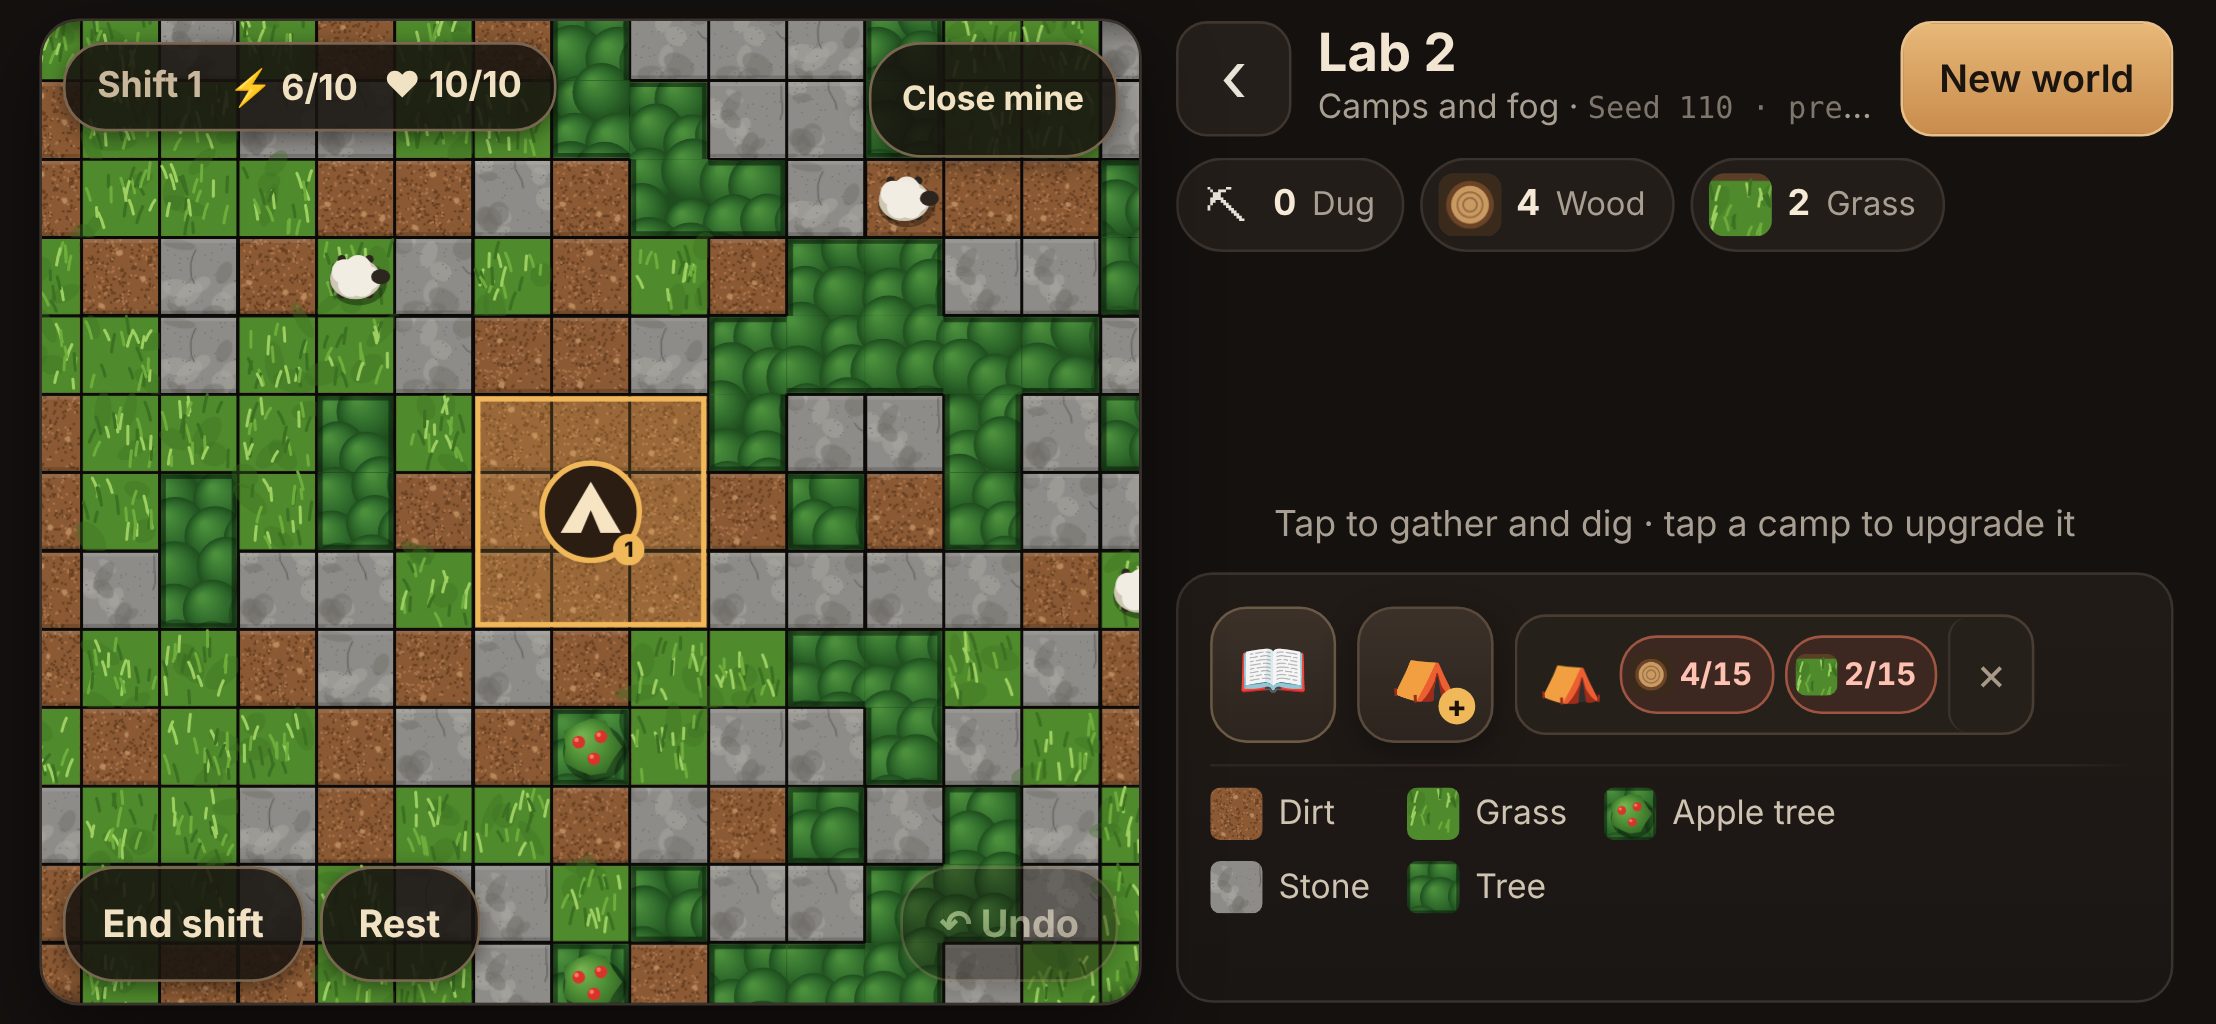 Shift 1 ⚡ 6/10 ♥ 10/10
Close mine
1
End shift
Rest
↶ Undo
Lab 2
Camps and fog · Seed 110 · pre...
New world
0 Dug
4 Wood
2 Grass
Tap to gather and dig · tap a camp to upgrade it
+
4/15
2/15
×
Dirt
Grass
Apple tree
Stone
Tree